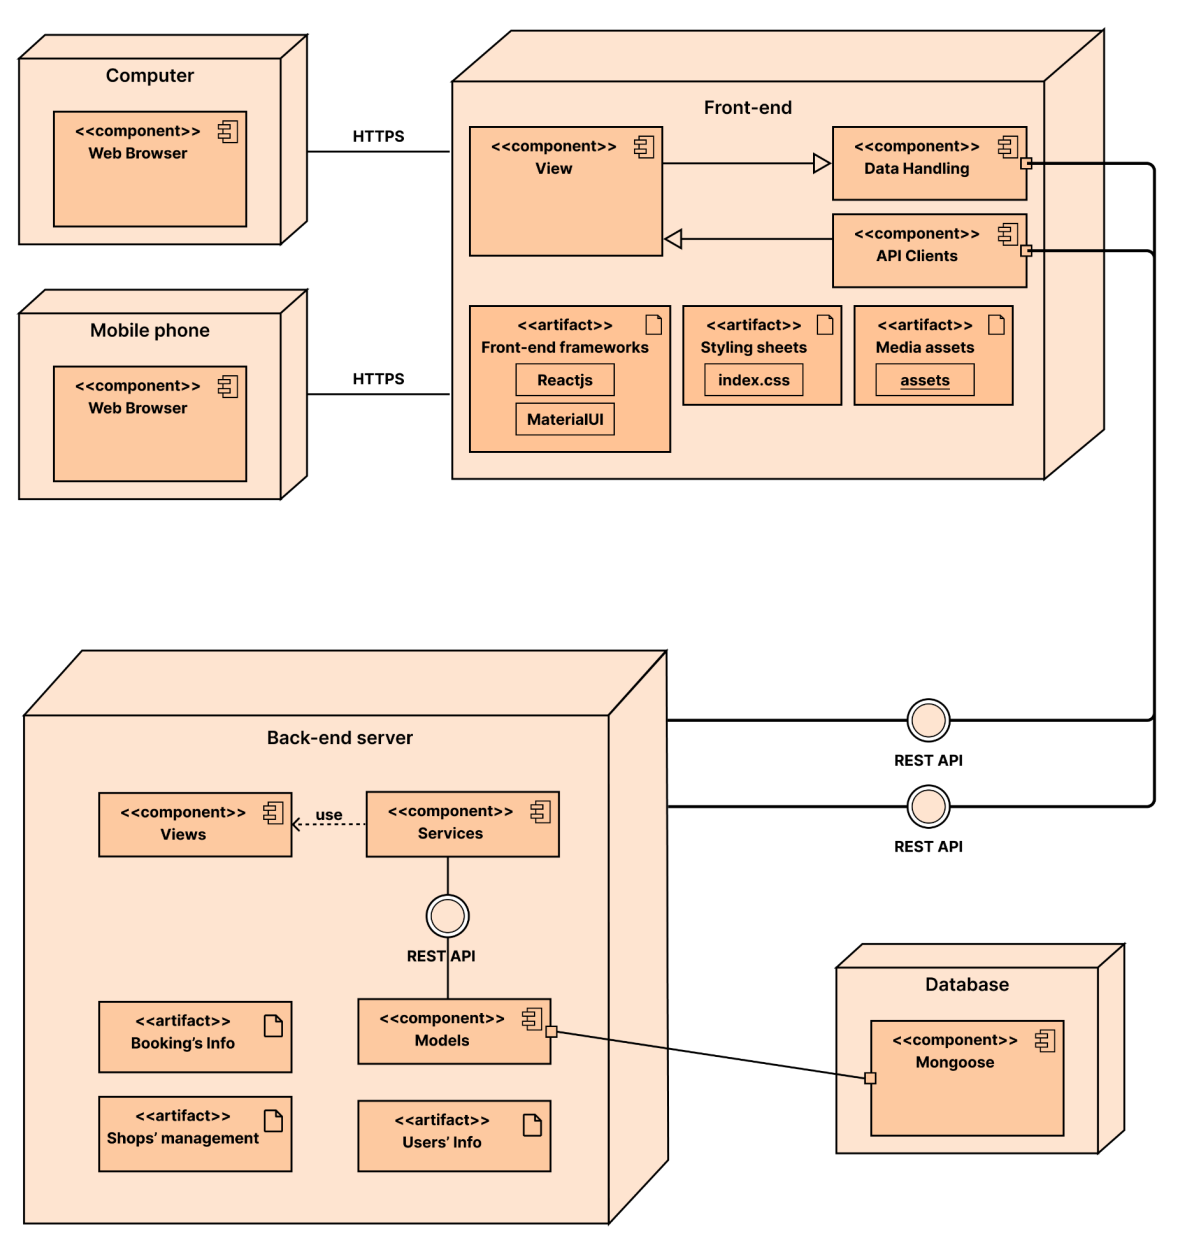 Computer
<<component>>
Web Browser
HTTPS
Front-end
<<component>>
View
<<component>>
Data Handling
<<component>>
API Clients
Mobile phone
<<component>>
Web Browser
HTTPS
<<artifact>>
Front-end frameworks
Reactjs
MaterialUI
<<artifact>>
Styling sheets
index.css
<<artifact>>
Media assets
assets
Back-end server
<<component>>
Views
use
<<component>>
Services
REST API
<<artifact>>
Booking's Info
<<component>>
Models
<<artifact>>
Shops' management
<<artifact>>
Users' Info
REST API
REST API
Database
<<component>>
Mongoose